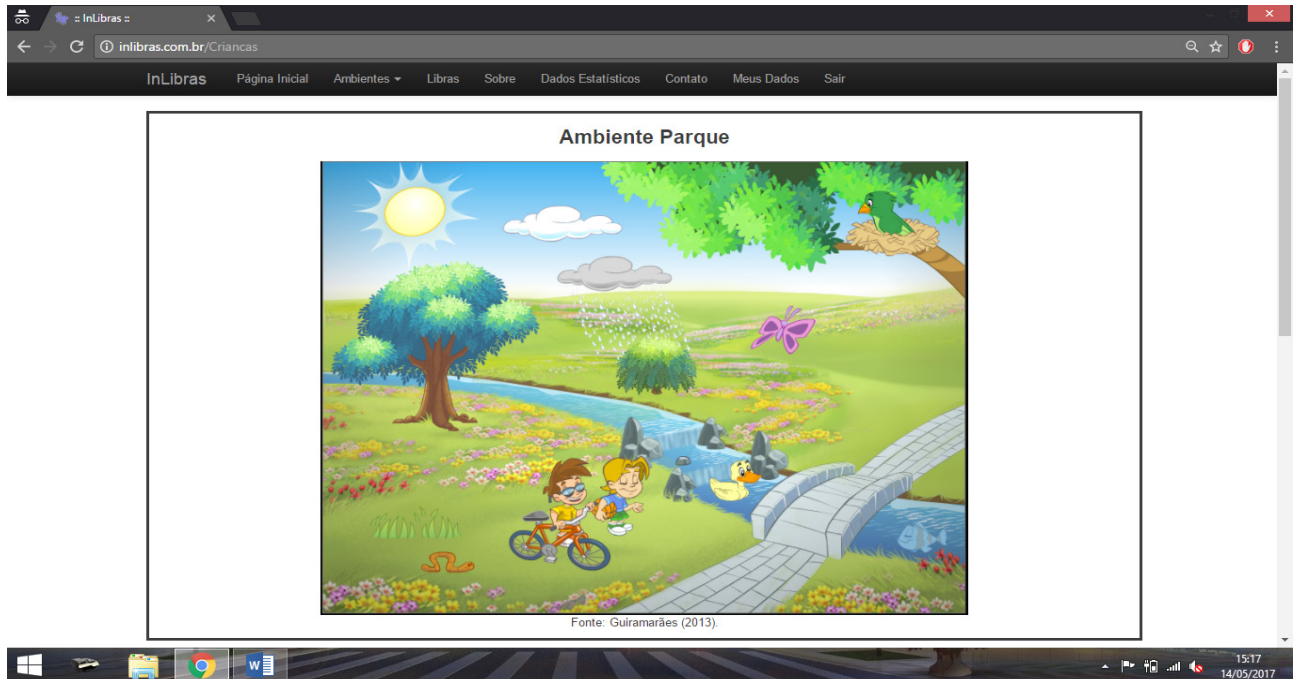 :: InLibras ::
inlibras.com.br/Criancas
InLibras Página Inicial Ambientes Libras Sobre Dados Estatísticos Contato Meus Dados Sair
Ambiente Parque
Fonte: Guiramarães (2013).
15:17
14/05/2017